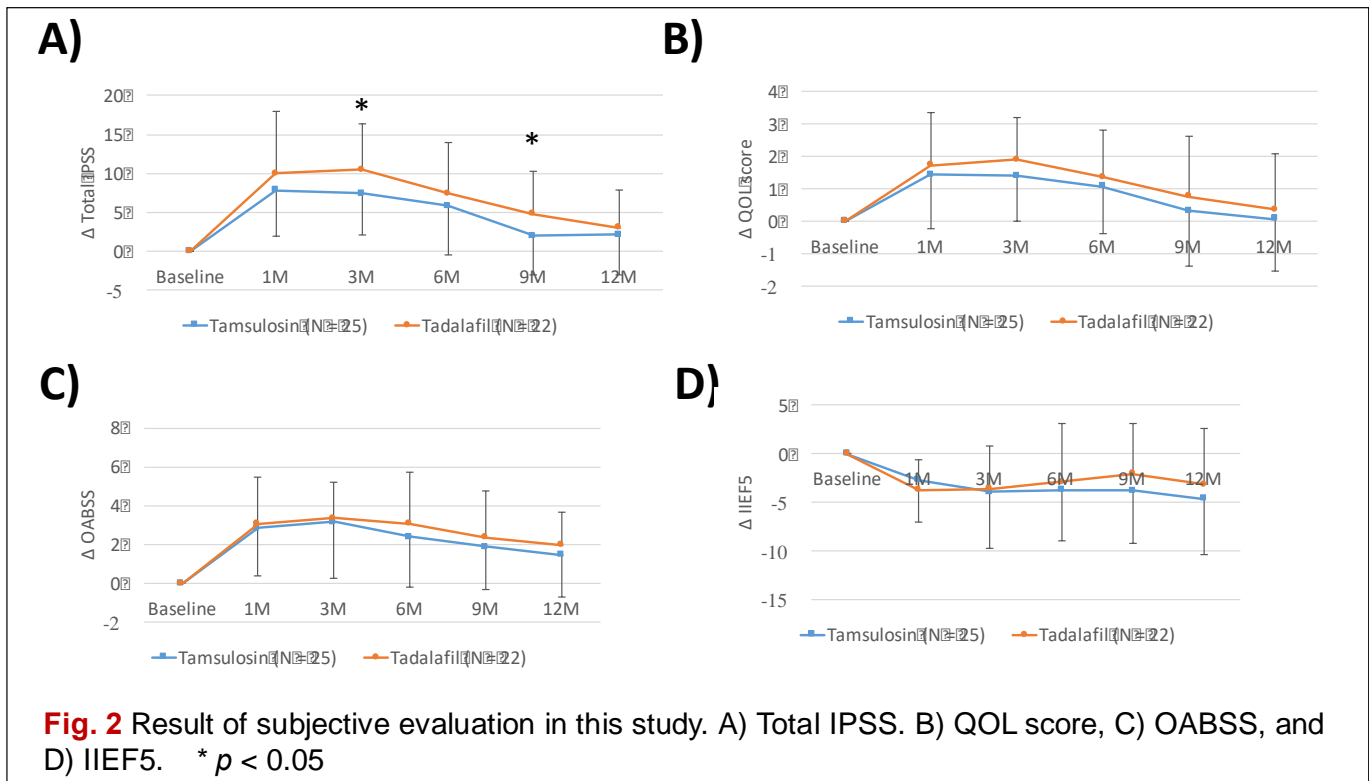 A)
Δ Total⍰IPSS
20⍰
15⍰
10⍰
5⍰
0⍰
-5
*
*
Baseline 1M 3M 6M 9M 12M
Tamsulosin⍰(N⍰=⍰25) Tadalafil⍰(N⍰=⍰22)
B)
Δ QOL⍰score
4⍰
3⍰
2⍰
1⍰
0⍰
-1
-2
Baseline 1M 3M 6M 9M 12M
Tamsulosin⍰(N⍰=⍰25) Tadalafil⍰(N⍰=⍰22)
C)
Δ OABSS
8⍰
6⍰
4⍰
2⍰
0⍰
-2
Baseline 1M 3M 6M 9M 12M
Tamsulosin⍰(N⍰=⍰25) Tadalafil⍰(N⍰=⍰22)
D)
Δ IIEF5
5⍰
0⍰
-5
-10
-15
Baseline 1M 3M 6M 9M 12M
Tamsulosin⍰(N⍰=⍰25) Tadalafil⍰(N⍰=⍰22)
Fig. 2 Result of subjective evaluation in this study. A) Total IPSS. B) QOL score, C) OABSS, and
D) IIEF5. * p < 0.05